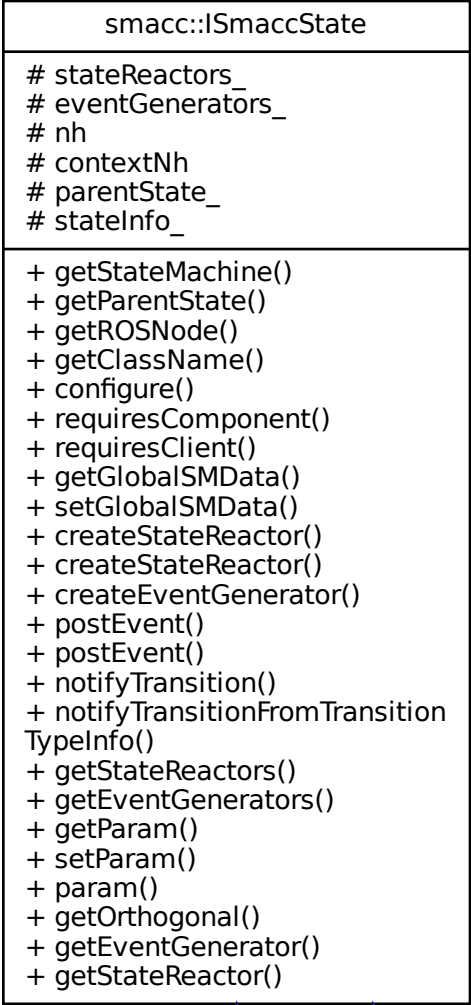 smacc::ISmaccState
# stateReactors_
# eventGenerators_
# nh
# contextNh
# parentState_
# stateInfo_
+ getStateMachine()
+ getParentState()
+ getROSNode()
+ getClassName()
+ configure()
+ requiresComponent()
+ requiresClient()
+ getGlobalSMData()
+ setGlobalSMData()
+ createStateReactor()
+ createStateReactor()
+ createEventGenerator()
+ postEvent()
+ postEvent()
+ notifyTransition()
+ notifyTransitionFromTransition
TypeInfo()
+ getStateReactors()
+ getEventGenerators()
+ getParam()
+ setParam()
+ param()
+ getOrthogonal()
+ getEventGenerator()
+ getStateReactor()